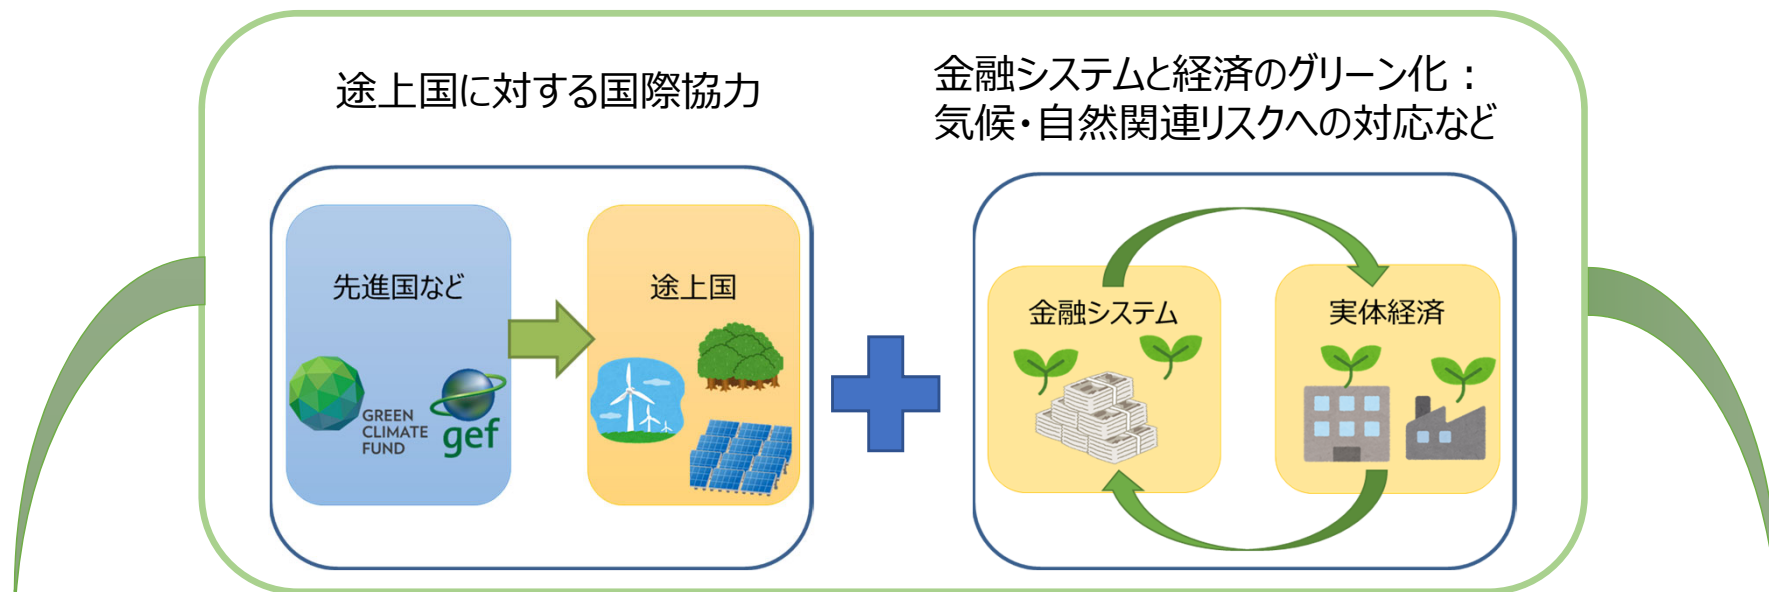 途上国に対する国際協力
金融システムと経済のグリーン化：
気候・自然関連リスクへの対応など
先進国など
途上国
GREEN
CLIMATE
FUND
gef
金融システム
実体経済